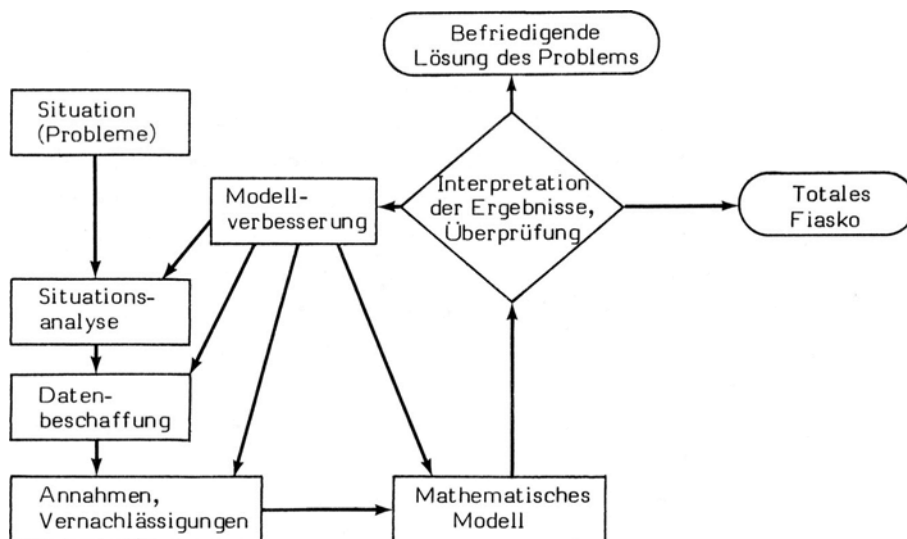 Befriedigende
Lösung des Problems
Situation
(Probleme)
Modell-
verbesserung
Interpretation
der Ergebnisse,
Überprüfung
Totales
Fiasko
Situations-
analyse
Daten-
beschaffung
Annahmen,
Vernachlässigungen
Mathematisches
Modell